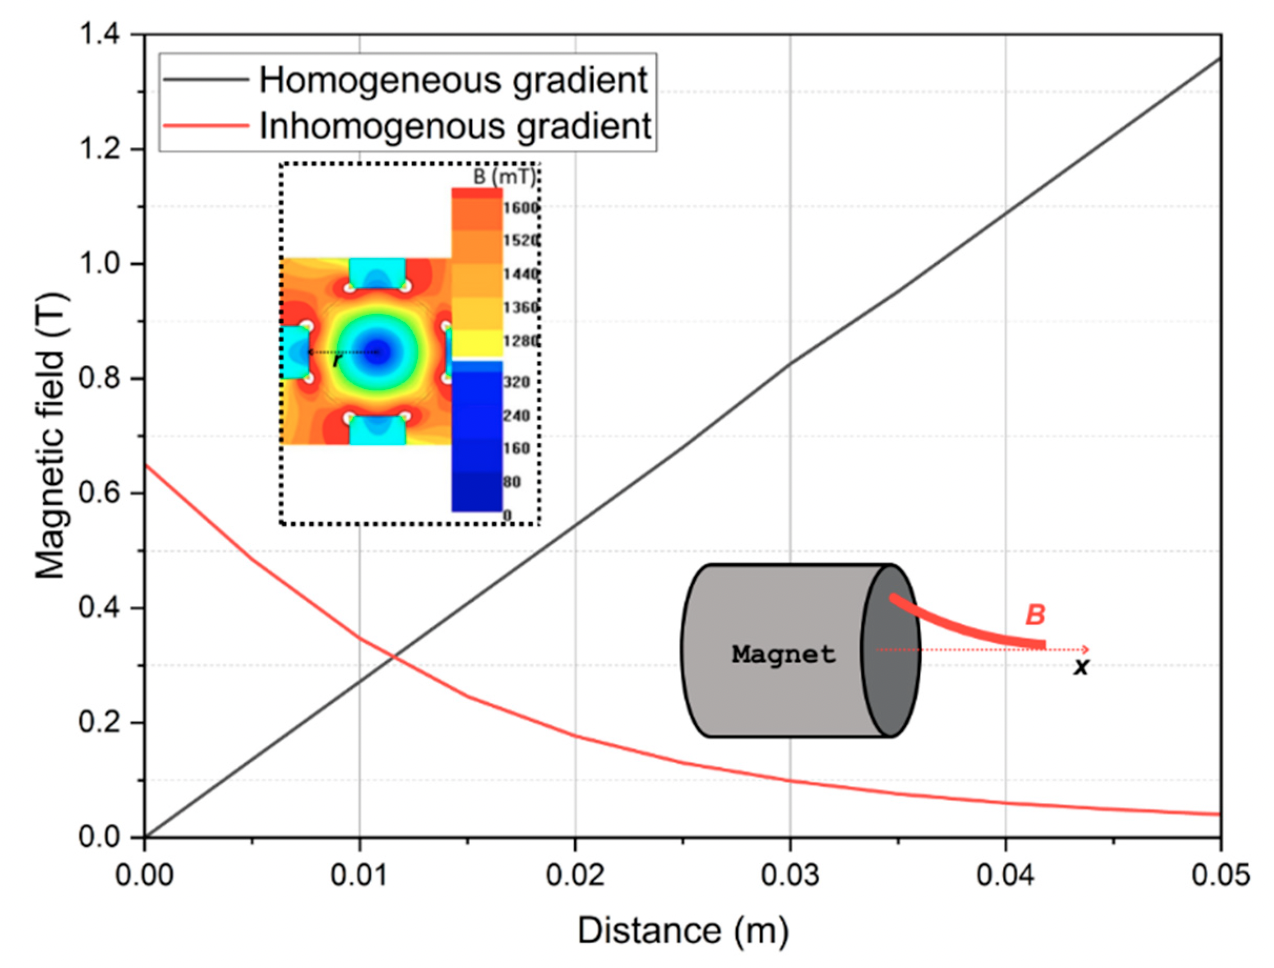 1.4
1.2
1.0
0.8
0.6
0.4
0.2
0.0
Magnetic field (T)
Homogeneous gradient
Inhomogenous gradient
B (mT)
1600
1520
1440
1360
1280
320
240
160
80
0
r
Magnet
B
x
0.00 0.01 0.02 0.03 0.04 0.05
Distance (m)